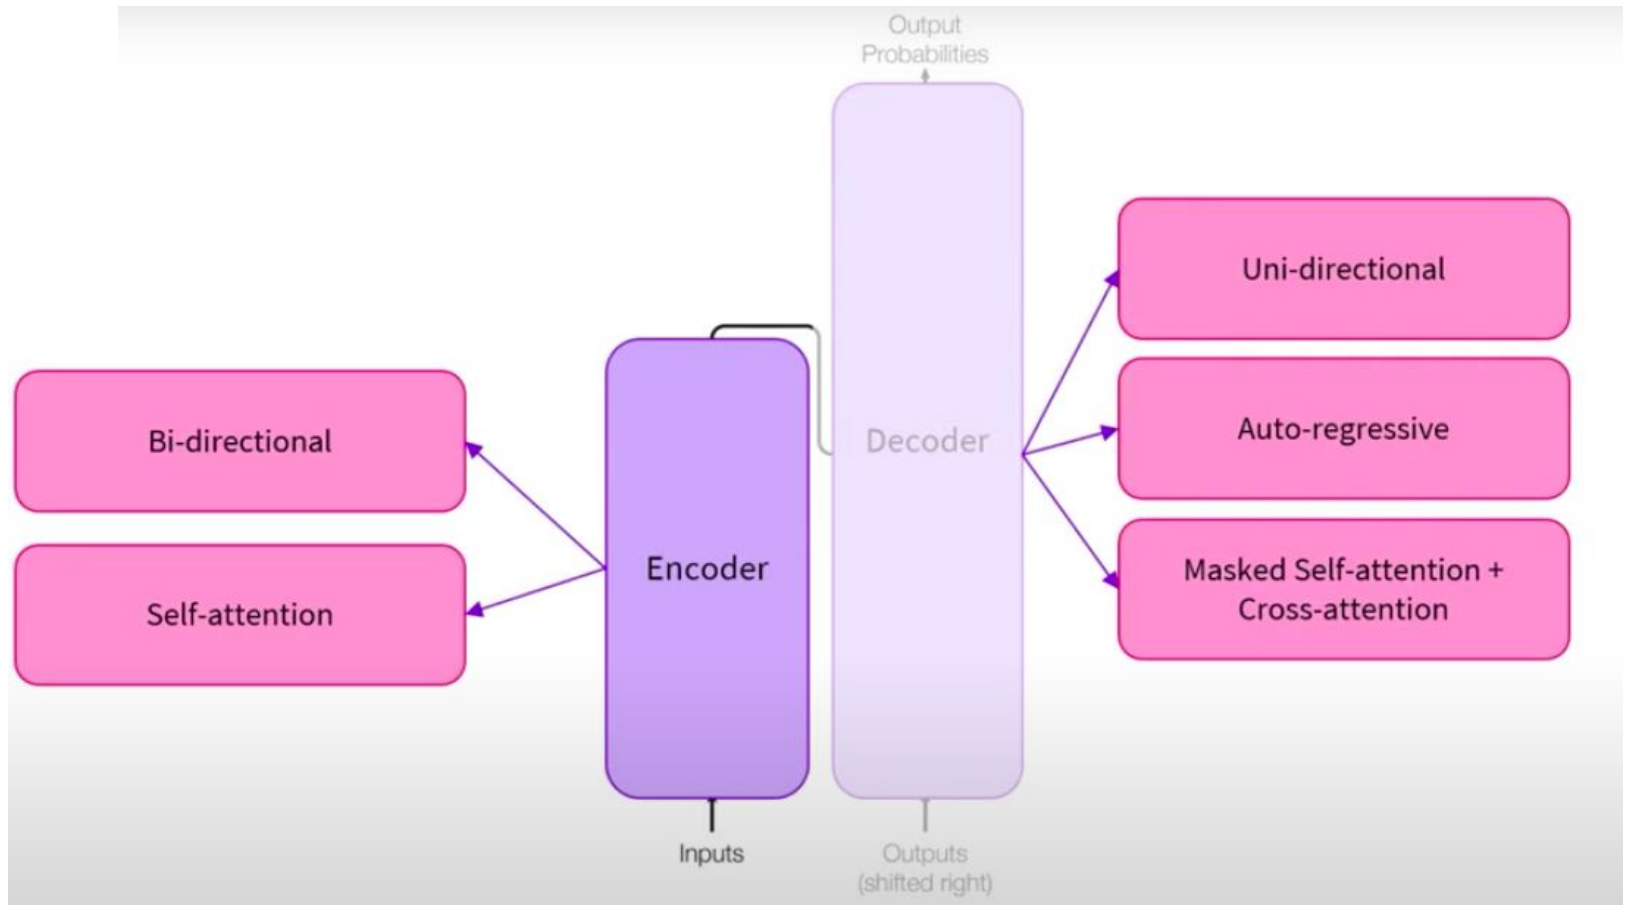 Output
Probabilities
Uni-directional
Auto-regressive
Bi-directional
Decoder
Encoder
Masked Self-attention +
Cross-attention
Self-attention
Inputs
Outputs
(shifted right)